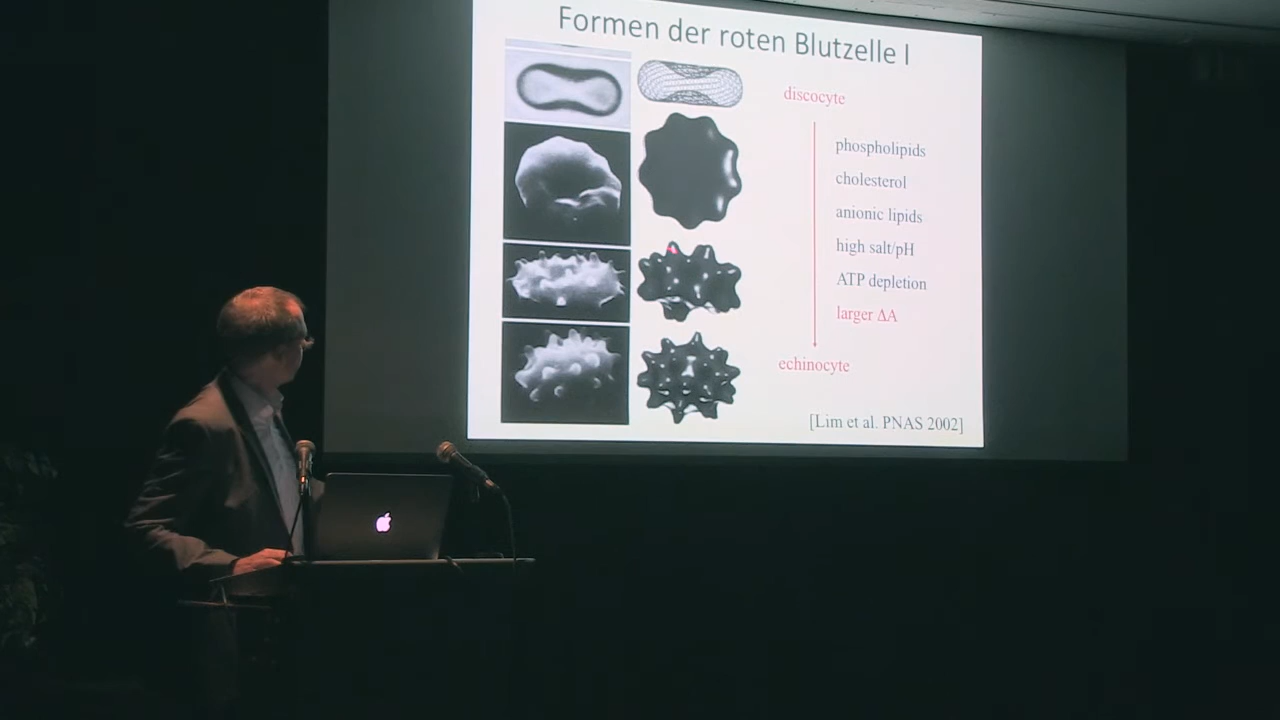 Formen der roten Blutzelle I
discocyte
phospholipids
cholesterol
anionic lipids
high salt/pH
ATP depletion
larger ΔA
echinocyte
[Lim et al. PNAS 2002]